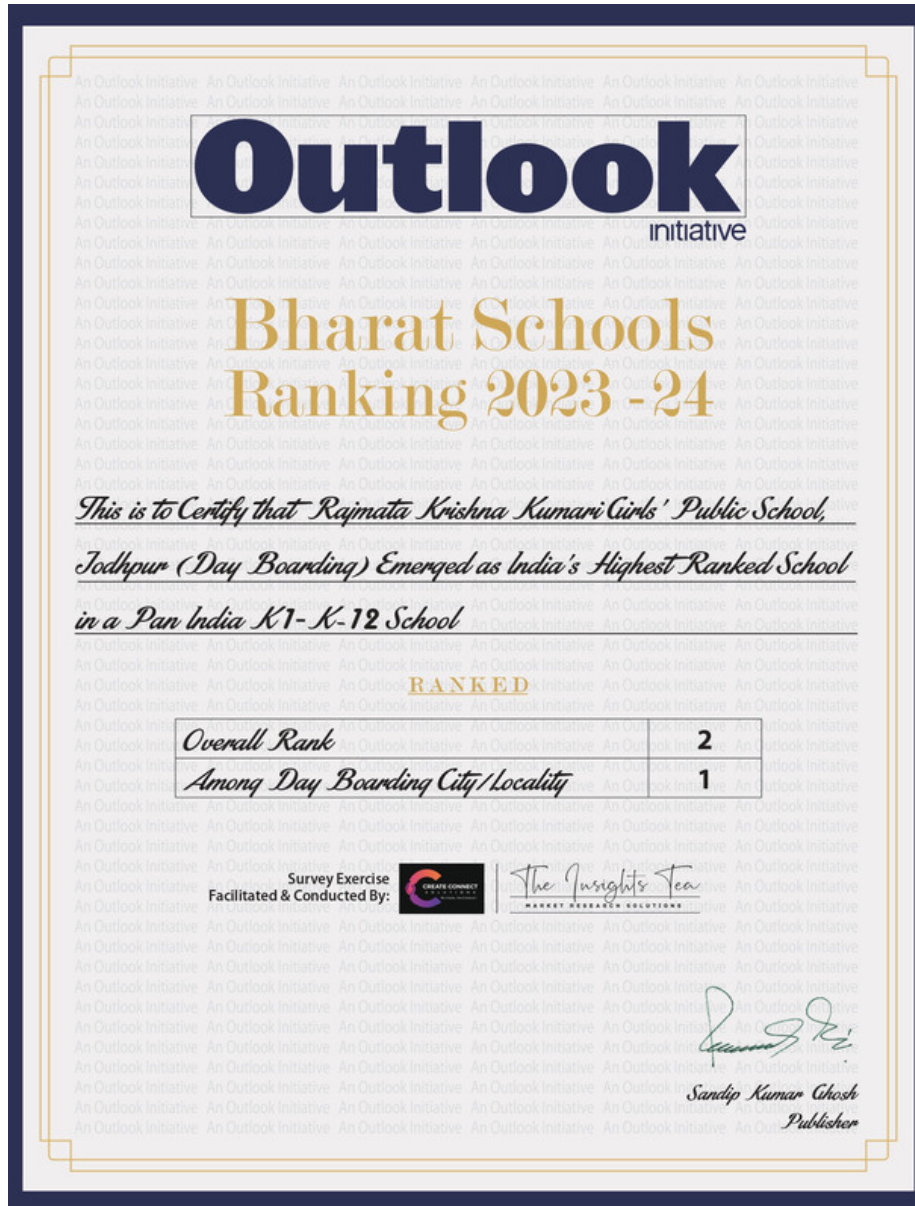 Outlook
initiative
Bharat Schools
Ranking 2023 - 24
This is to Certify that Rajmata Krishna Kumari Girls' Public School,
Jodhpur (Day Boarding) Emerged as India's Highest Ranked School
in a Pan India K1- K-12 School
RANKED
Overall Rank 2
Among Day Boarding City/Locality 1
Survey Exercise
Facilitated & Conducted By:
CREATE CONNECT
SOLUTIONS
The Insights Tea
MARKET RESEARCH SOLUTIONS
Sandip Kumar Ghosh
Publisher